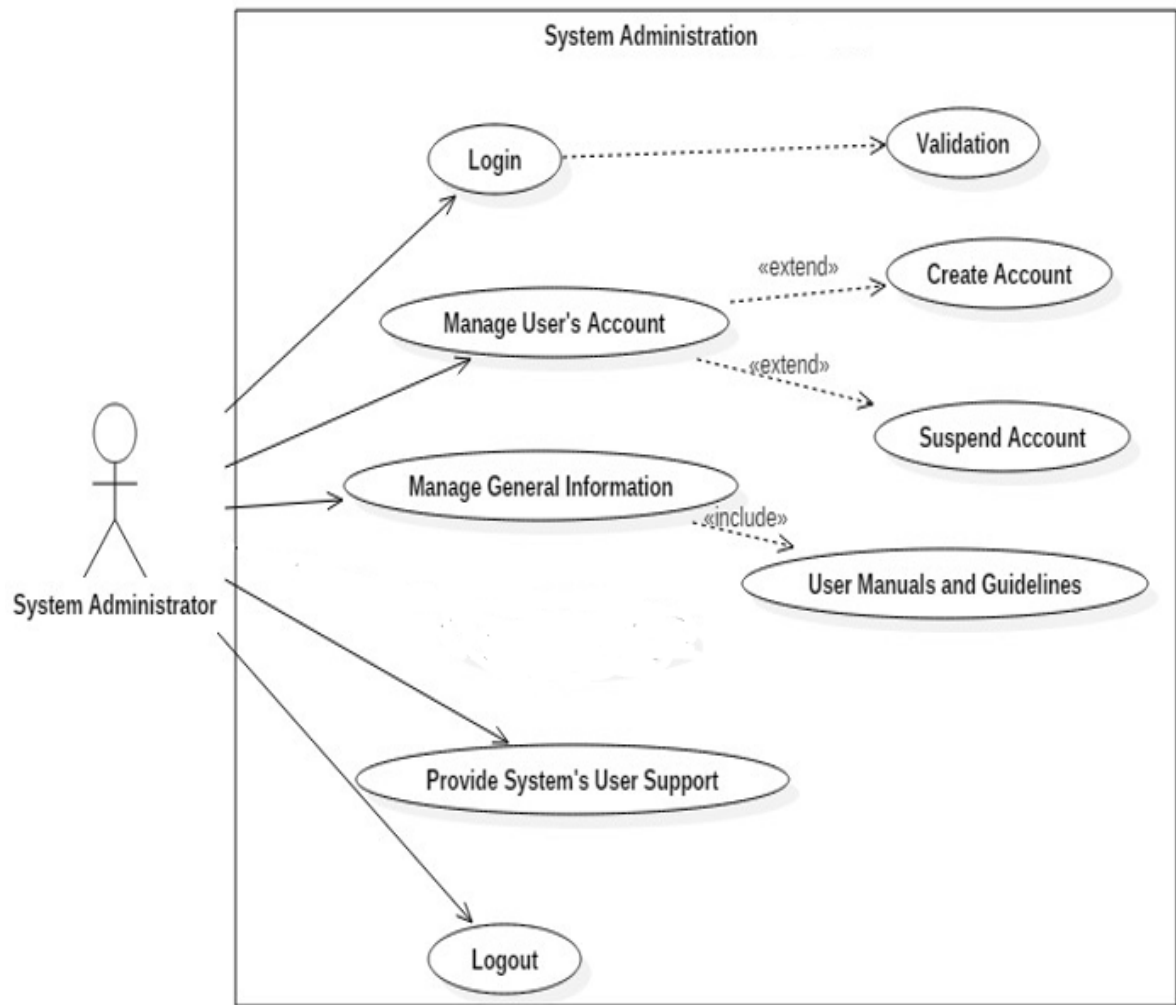 System Administration
Login
Validation
«extend»
Create Account
Manage User's Account
«extend»
Suspend Account
Manage General Information
«include»
User Manuals and Guidelines
System Administrator
Provide System's User Support
Logout